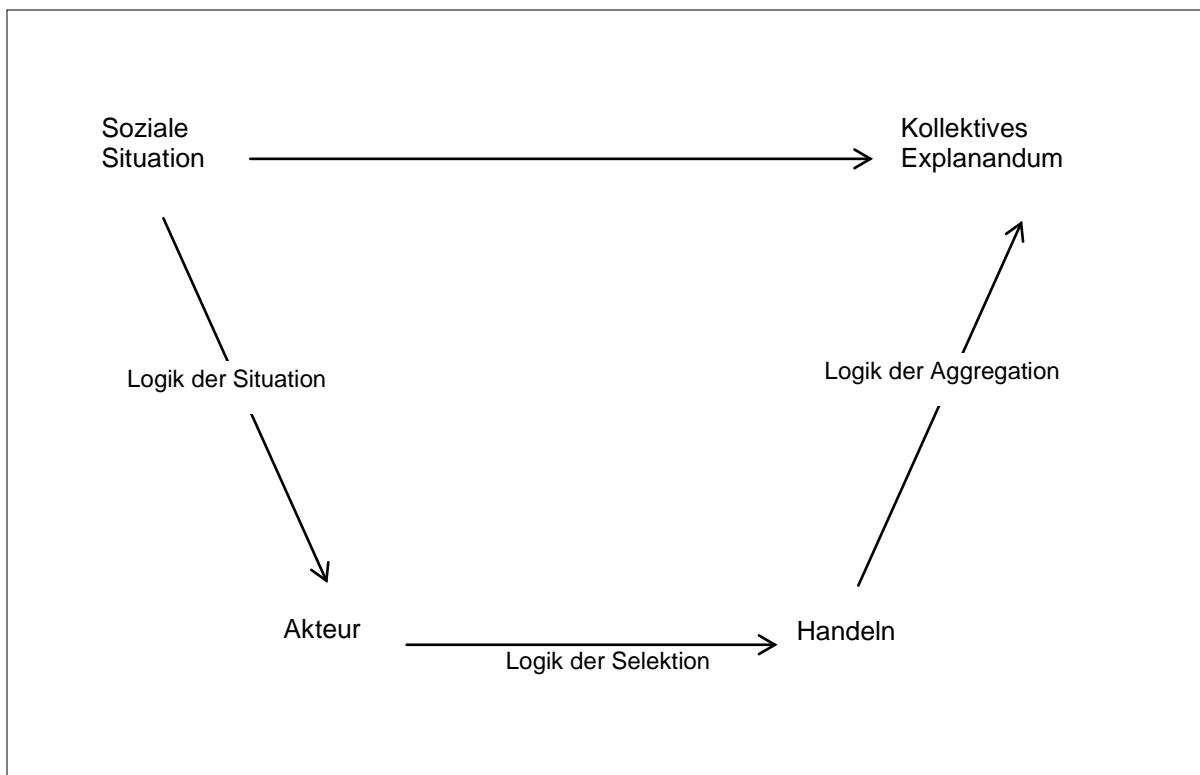 Soziale
Situation
Kollektives
Explanandum
Logik der Situation
Logik der Aggregation
Akteur
Handeln
Logik der Selektion